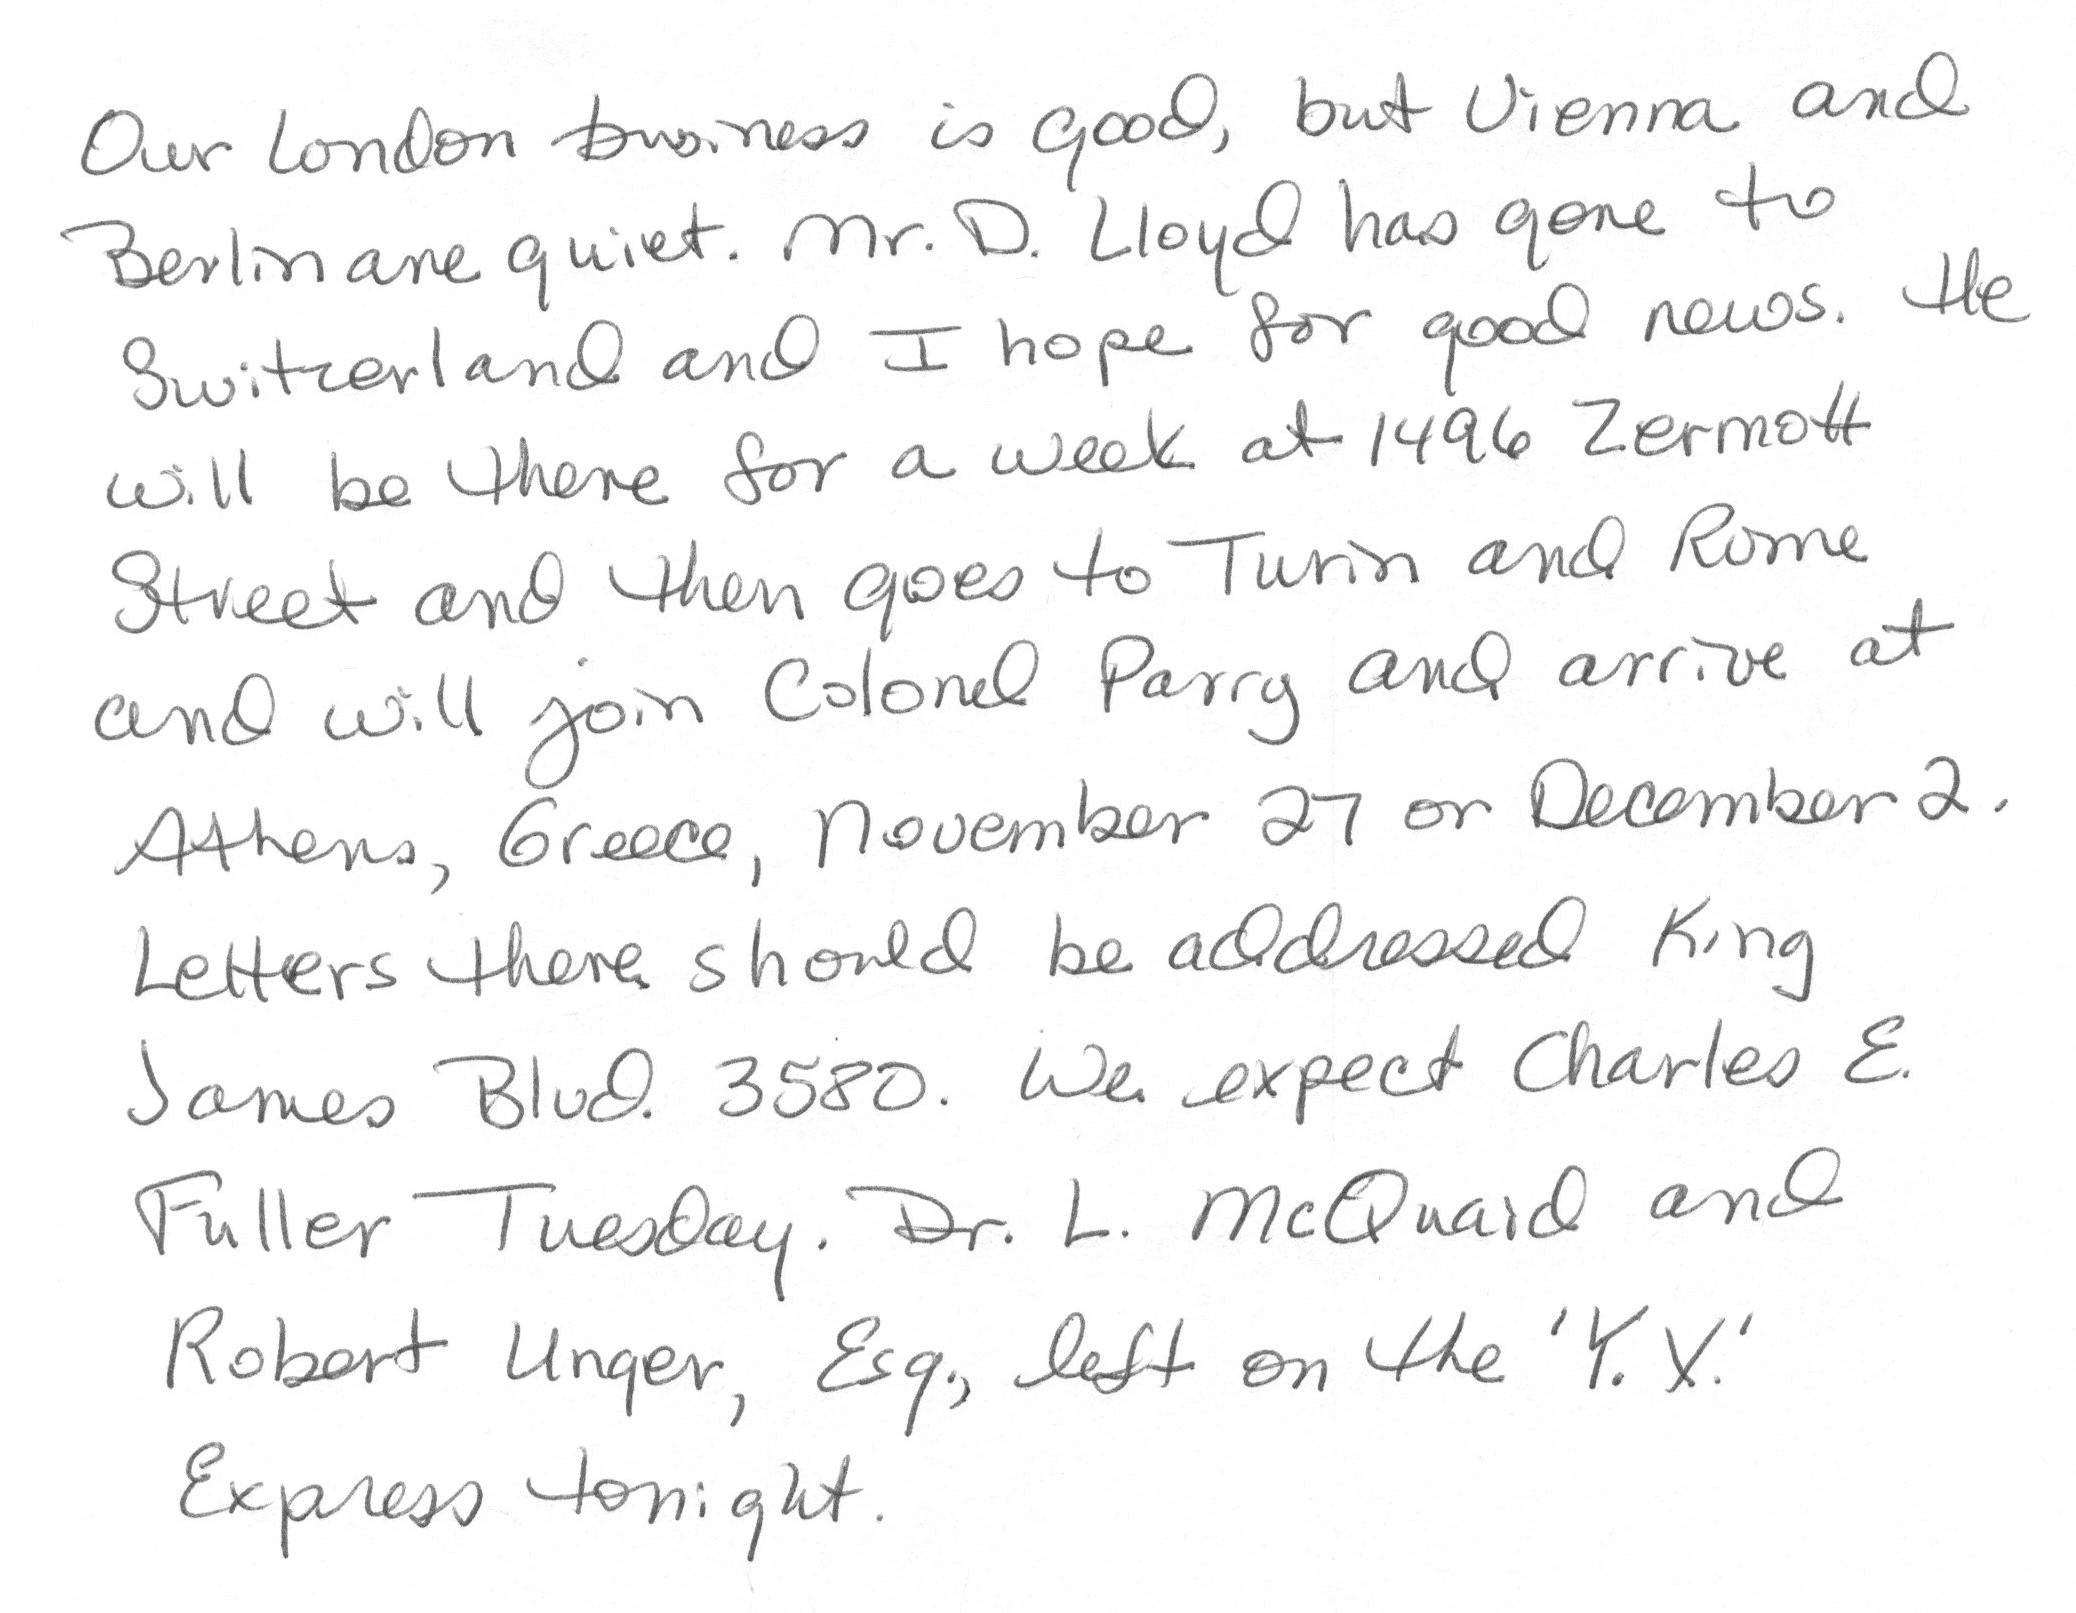 Our London business is good, but Vienna and
Berlin are quiet. Mr. D. Lloyd has gone to
Switzerland and I hope for good news. He
will be there for a week at 1496 Zermott
Street and then goes to Turin and Rome
and will join Colonel Parry and arrive at
Athens, Greece, November 27 or December 2.
Letters there should be addressed King
James Blvd. 3580. We expect Charles E.
Fuller Tuesday. Dr. L. McQuaid and
Robert Unger, Esq., left on the 'Y.X.'
Express tonight.